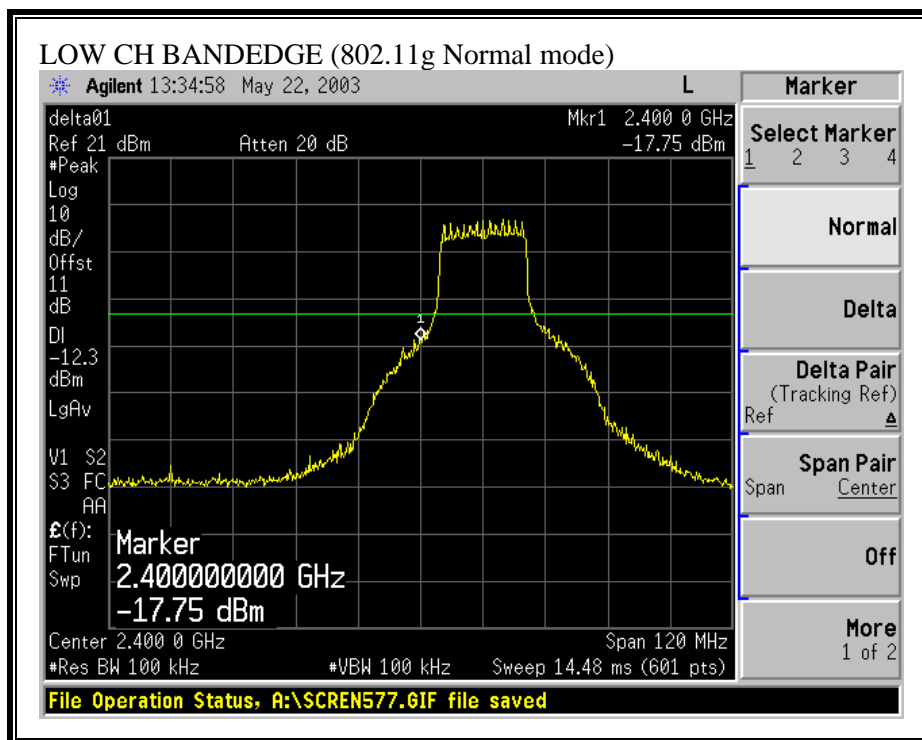 LOW CH BANDEDGE (802.11g Normal mode)
Agilent 13:34:58 May 22, 2003 L
Marker
delta01 Mkr1 2.400 0 GHz
Ref 21 dBm Atten 20 dB -17.75 dBm
#Peak
Log
10
dB/
Offst
11
dB
DI
-12.3
dBm
LgAv
V1 S2
S3 FC
AA
£(f):
FTun
Swp
1
Marker
2.400000000 GHz
-17.75 dBm
Center 2.400 0 GHz Span 120 MHz
#Res BW 100 kHz #VBW 100 kHz Sweep 14.48 ms (601 pts)
File Operation Status, A:\SCREN577.GIF file saved
Select Marker
1 2 3 4
Normal
Delta
Delta Pair
(Tracking Ref)
Ref Δ
Span Pair
Span Center
Off
More
1 of 2